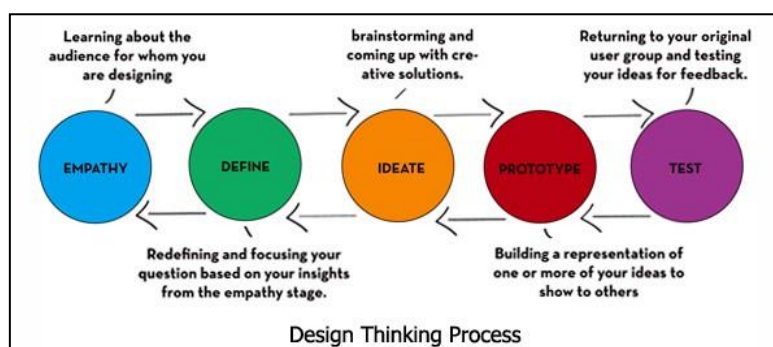 Learning about the
audience for whom you
are designing
brainstorming and
coming up with cre-
ative solutions.
Returning to your original
user group and testing
your ideas for feedback.
EMPATHY
DEFINE
IDEATE
PROTOTYPE
TEST
Redefining and focusing your
question based on your insights
from the empathy stage.
Building a representation of
one or more of your ideas to
show to others
Design Thinking Process